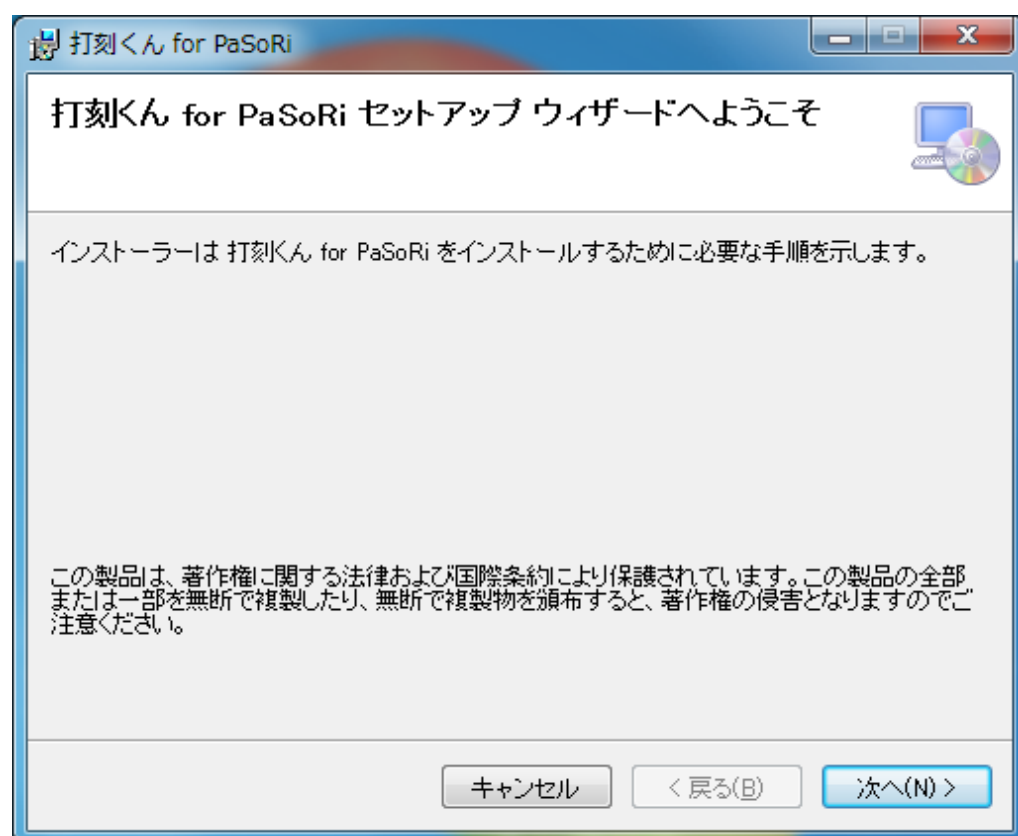 打刻くん for PaSoRi
打刻くん for PaSoRi セットアップ ウィザードへようこそ
インストーラーは 打刻くん for PaSoRi をインストールするために必要な手順を示します。
この製品は、著作権に関する法律および国際条約により保護されています。この製品の全部
または一部を無断で複製したり、無断で複製物を頒布すると、著作権の侵害となりますのでご
注意ください。
キャンセル
< 戻る(B)
次へ(N) >